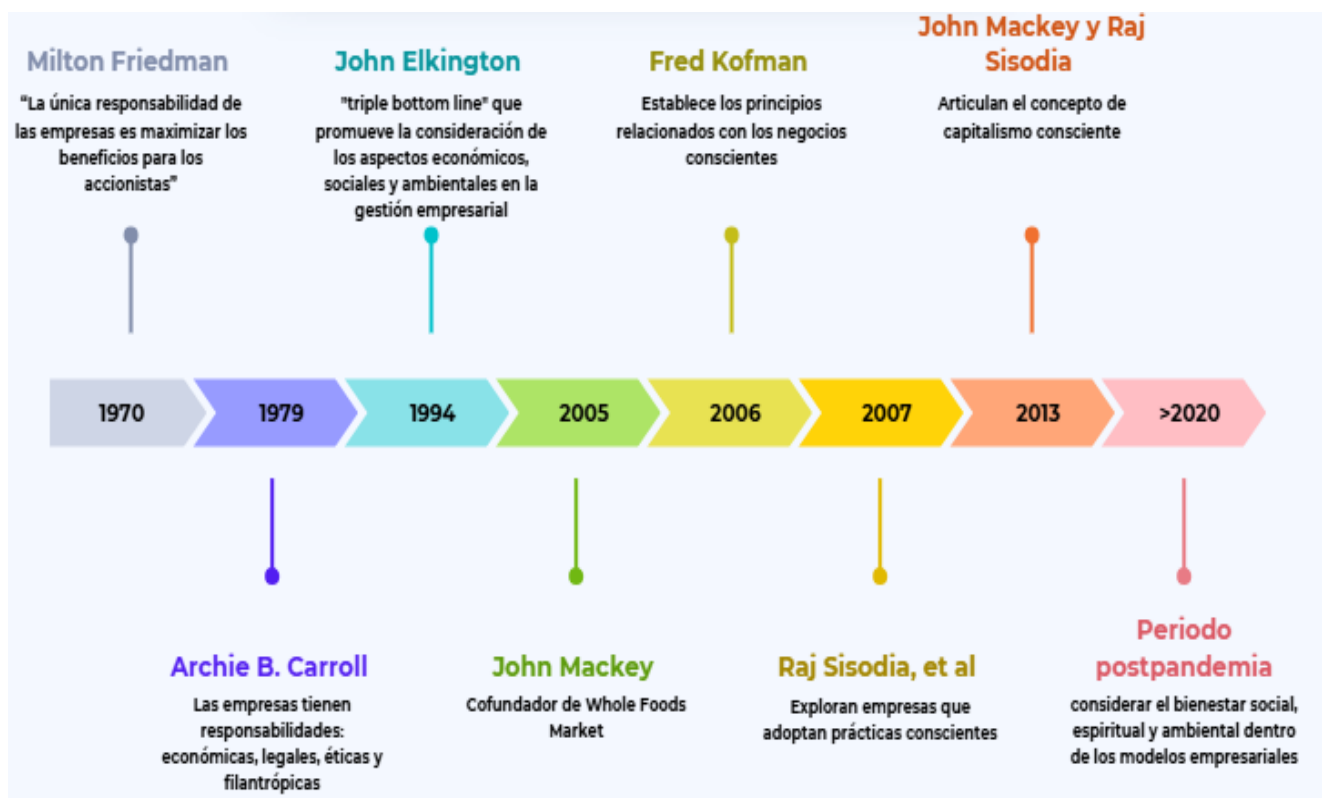 Milton Friedman
“La única responsabilidad de
las empresas es maximizar los
beneficios para los
accionistas”
John Elkington
"triple bottom line" que
promueve la consideración de
los aspectos económicos,
sociales y ambientales en la
gestión empresarial
Fred Kofman
Establece los principios
relacionados con los negocios
conscientes
John Mackey y Raj
Sisodia
Articulan el concepto de
capitalismo consciente
1970
1979
1994
2005
2006
2007
2013
>2020
Archie B. Carroll
Las empresas tienen
responsabilidades:
económicas, legales, éticas y
filantrópicas
John Mackey
Cofundador de Whole Foods
Market
Raj Sisodia, et al
Exploran empresas que
adoptan prácticas conscientes
Periodo
postpandemia
considerar el bienestar social,
espiritual y ambiental dentro
de los modelos empresariales